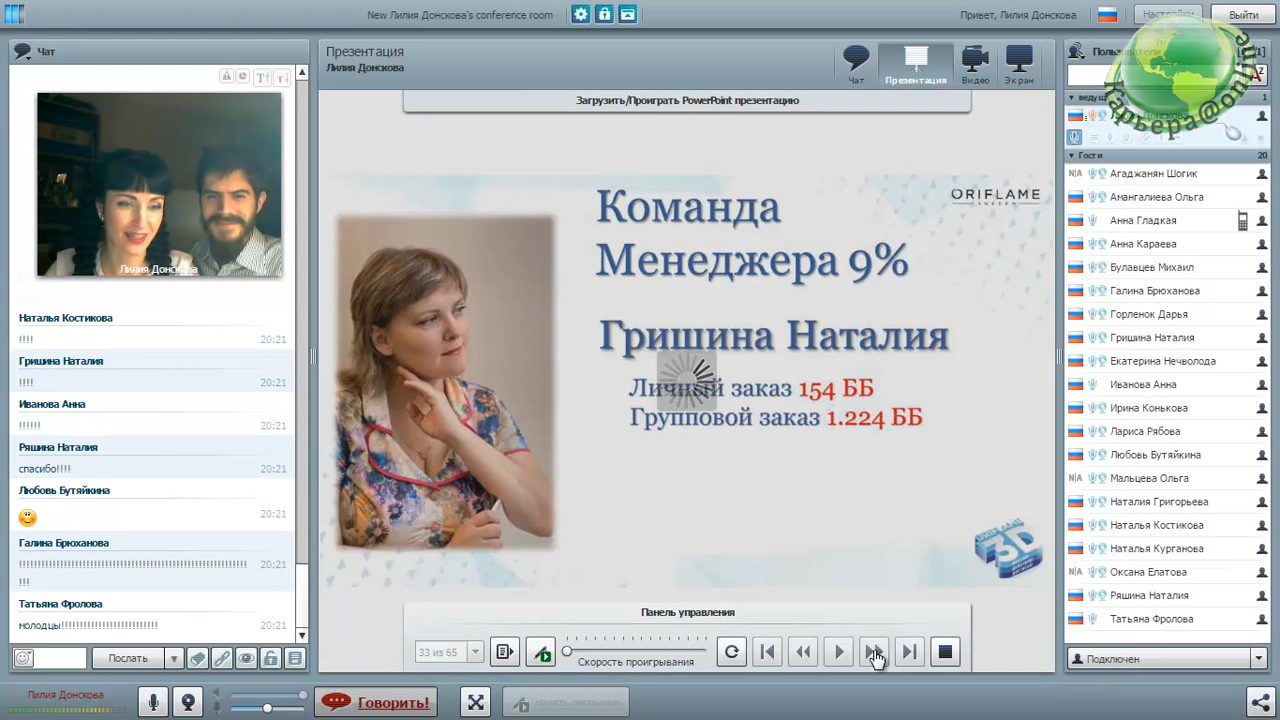 New Лилия Донскова's conference room
Привет, Лилия Донскова
Настройки
Выйти
Чат
Лилия Донскова
Наталья Костикова
!!!!
20:21
Гришина Наталия
!!!!
20:21
Иванова Анна
!!!!!!
20:21
Ряшина Наталия
спасибо!!!!
20:21
Любовь Бутяйкина
20:21
Галина Брюханова
20:21
Татьяна Фролова
20:21
Послать
Презентация
Лилия Донскова
Чат
Презентация
Видео
Экран
Загрузить/Проиграть PowerPoint презентацию
ORIFLAME
SWEDEN
Команда
Менеджера 9%
Гришина Наталия
Личный заказ 154 ББ
Групповой заказ 1.224 ББ
3D
Панель управления
33 из 65
Скорость проигрывания
Карьера@online
Гости
20
N/A Агаджанян Шогик
Амангалиева Ольга
Анна Гладкая
Анна Караева
Булавцев Михаил
Галина Брюханова
Горленок Дарья
Гришина Наталия
Екатерина Нечволода
Иванова Анна
Ирина Конькова
Лариса Рябова
Любовь Бутяйкина
N/A Мальцева Ольга
Наталия Григорьева
Наталья Костикова
Наталья Курганова
N/A Оксана Елатова
Ряшина Наталия
Татьяна Фролова
Подключен
Лилия Донскова
Говорить!